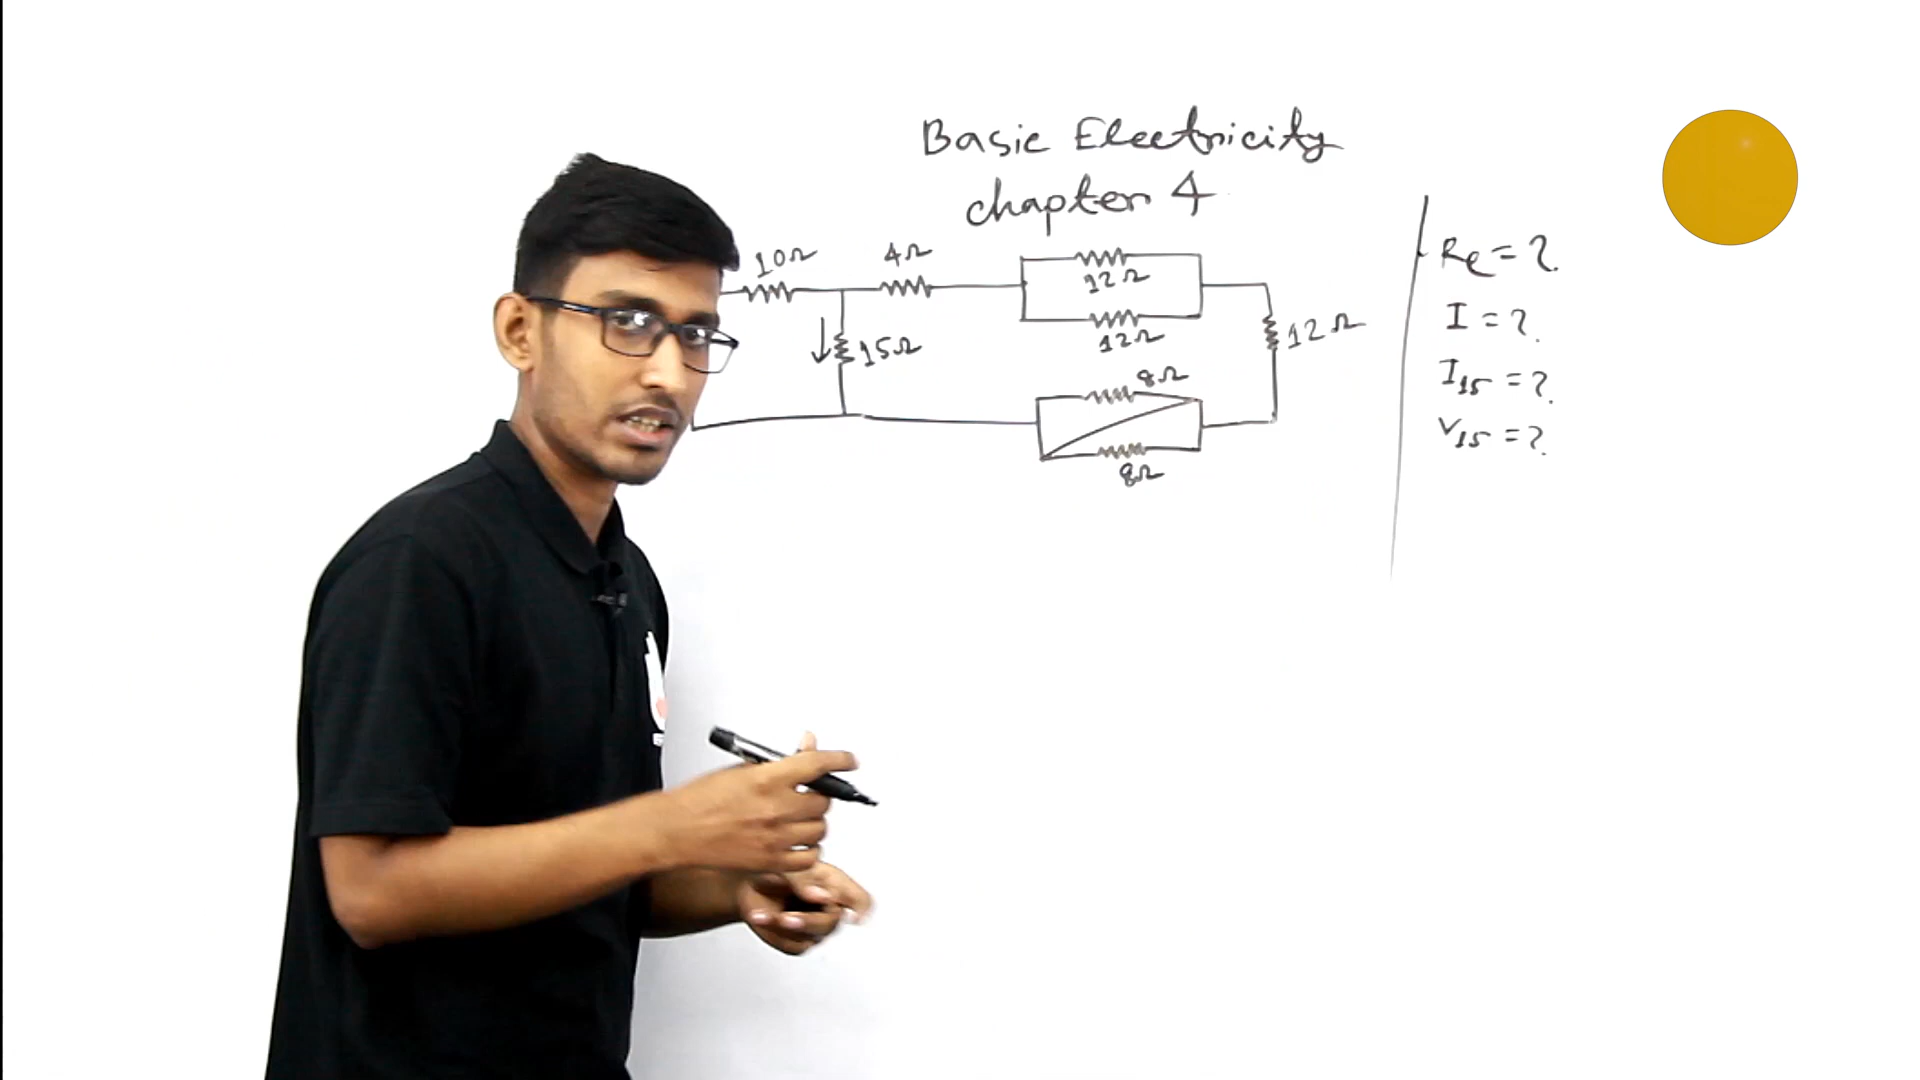 Basic Electricity
chapter 4
10Ω
4Ω
12Ω
12Ω
12Ω
15Ω
8Ω
8Ω
Re = ?
I = ?
I15 = ?
V15 = ?